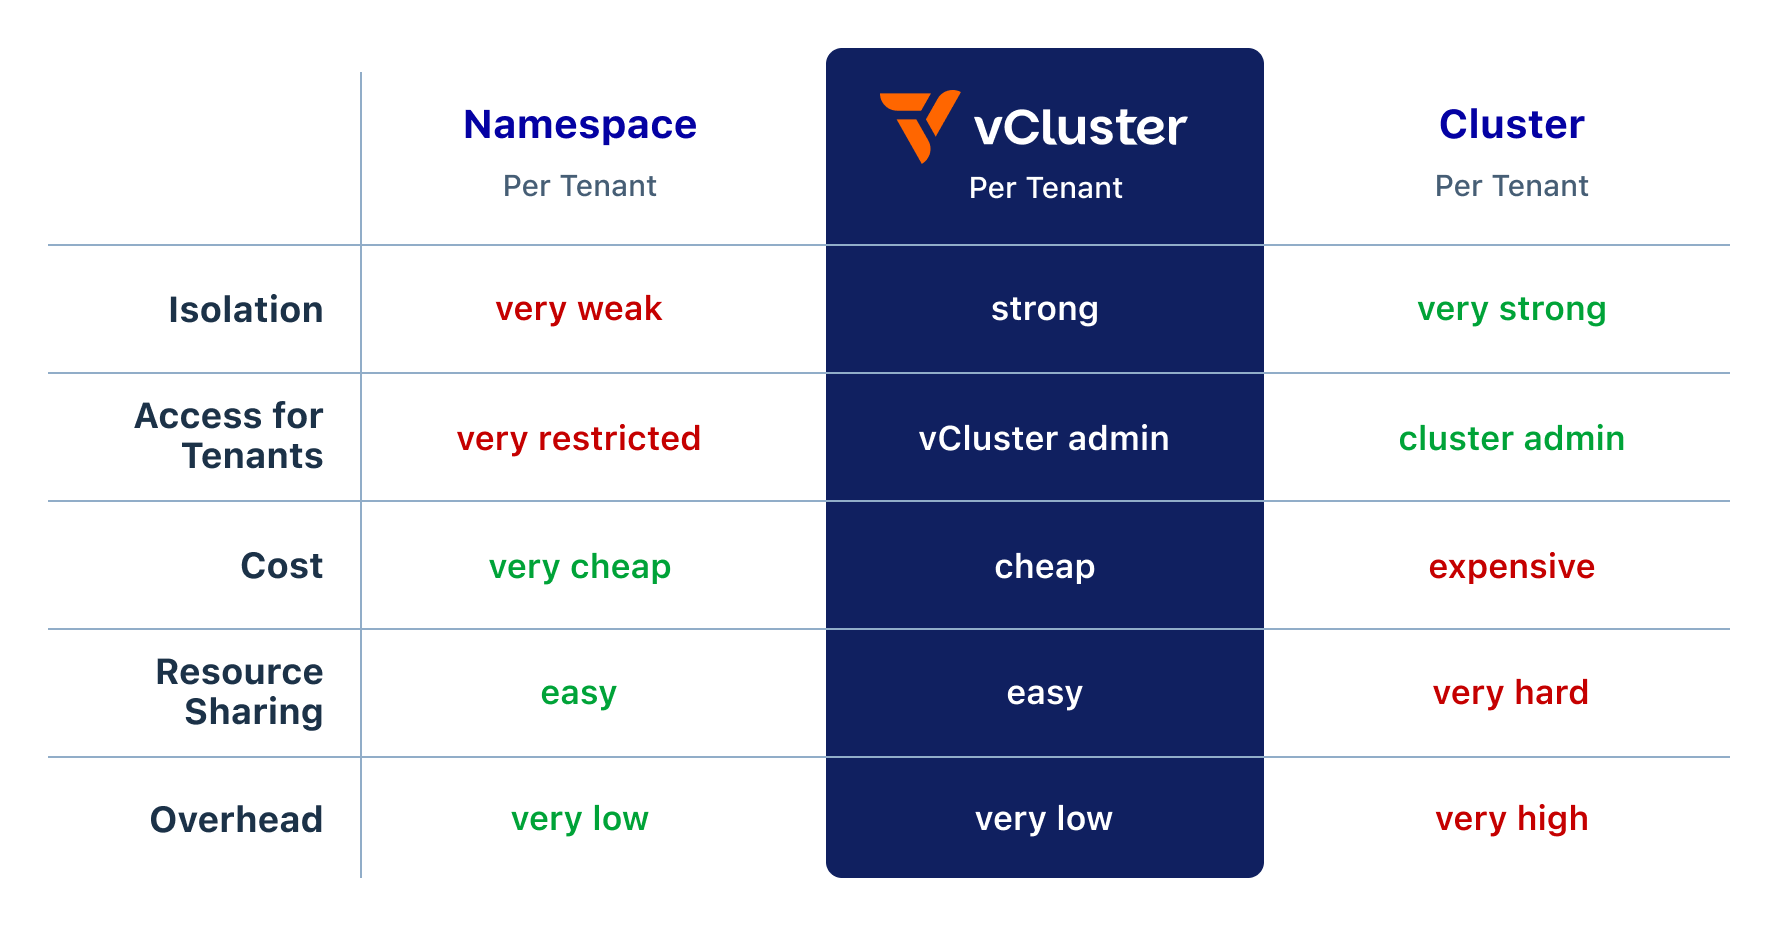 Namespace
vCluster
Cluster
Per Tenant
Per Tenant
Per Tenant
Isolation
very weak
strong
very strong
Access for
Tenants
very restricted
vCluster admin
cluster admin
Cost
very cheap
cheap
expensive
Resource
Sharing
easy
easy
very hard
Overhead
very low
very low
very high